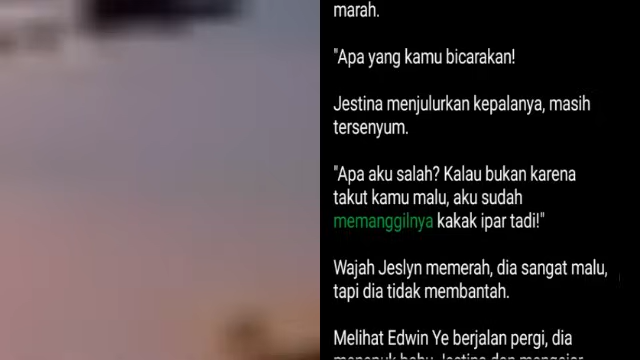 marah.
"Apa yang kamu bicarakan!
Jestina menjulurkan kepalanya, masih
tersenyum.
"Apa aku salah? Kalau bukan karena
takut kamu malu, aku sudah
memanggilnya kakak ipar tadi!"
Wajah Jeslyn memerah, dia sangat malu,
tapi dia tidak membantah.
Melihat Edwin Ye berjalan pergi, dia